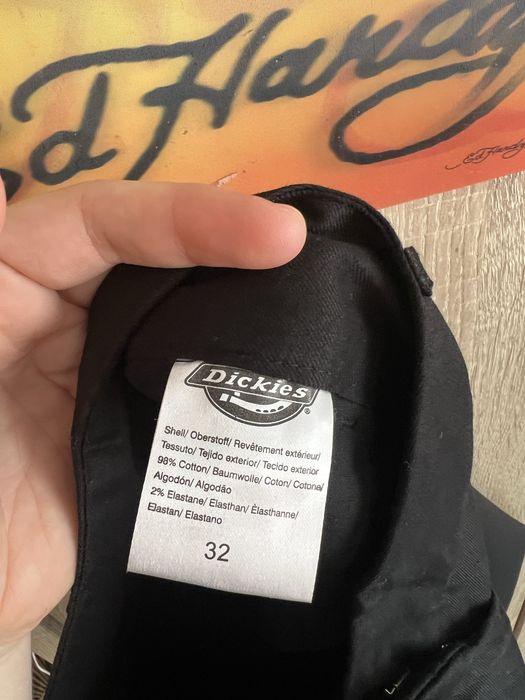 Ed Hardy
Ed Hardy
Dickies
®
Shell/ Oberstoff/ Revêtement extérieur/
Tessuto/ Tejido exterior/ Tecido exterior
98% Cotton/ Baumwolle/ Coton/ Cotone/
Algodón/ Algodão
2% Elastane/ Elasthan/ Élasthanne/
Elastan/ Elastano
32